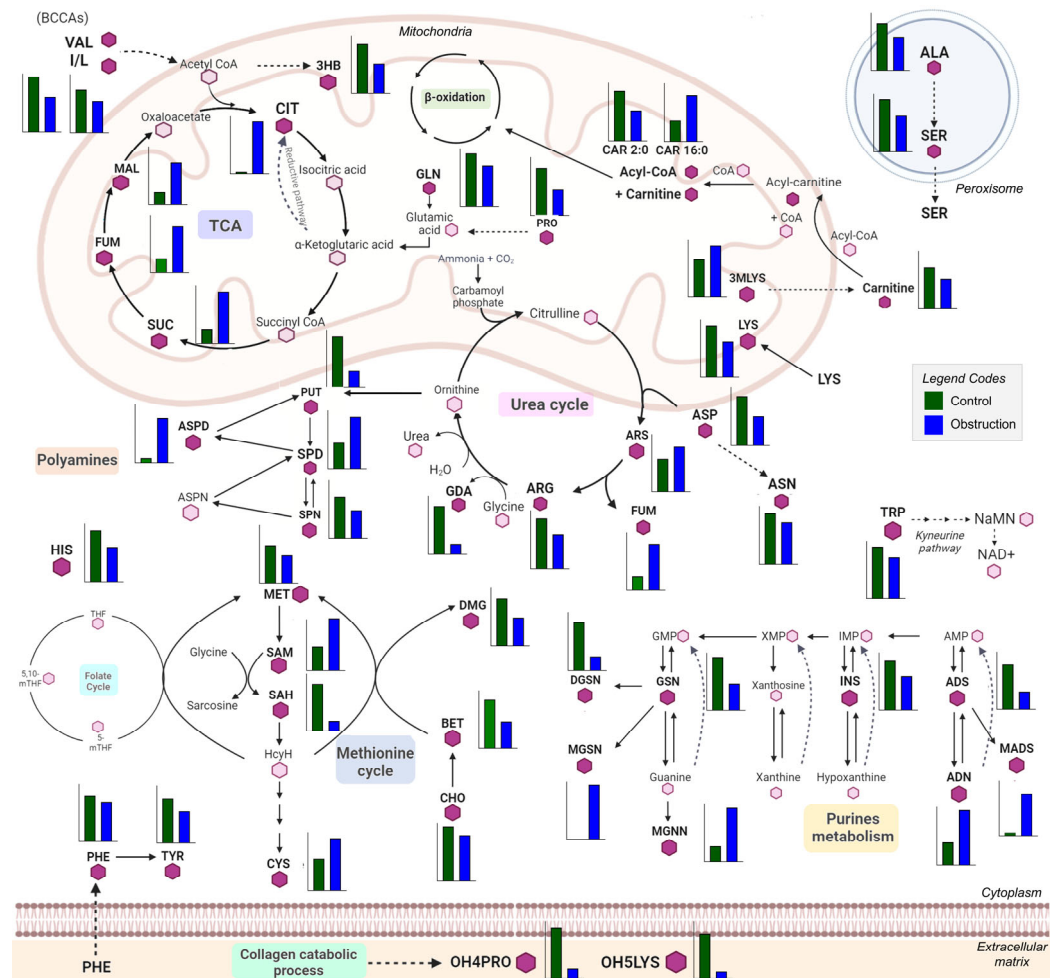 (BCCAs)
VAL
I/L
Acetyl CoA
3HB
Mitochondria
β-oxidation
Oxaloacetate
CIT
MAL
Isocitric acid
Reductive pathway
TCA
FUM
α-Ketoglutaric acid
SUC
Succinyl CoA
GLN
Glutamic
acid
PRO
CAR 2:0
CAR 16:0
Acyl-CoA
+ Carnitine
CoA
Acyl-carnitine
+ CoA
Acyl-CoA
3MLYS
Carnitine
LYS
LYS
ALA
SER
Peroxisome
SER
Legend Codes
Control
Obstruction
Ammonia + CO₂
Carbamoyl
phosphate
Citrulline
Ornithine
Urea cycle
Urea
H₂O
GDA
Glycine
ARG
ARS
FUM
ASP
ASN
Polyamines
PUT
ASPD
SPD
ASPN
SPN
TRP
Kyneurine
pathway
NaMN
NAD+
HIS
MET
THF
5,10-
mTHF
Folate
Cycle
5-
mTHF
Glycine
Sarcosine
SAM
SAH
HcyH
CYS
Methionine
cycle
DMG
BET
CHO
PHE
TYR
GMP
XMP
IMP
AMP
DGSN
GSN
Xanthosine
INS
ADS
MGSN
Guanine
Xanthine
Hypoxanthine
MADS
ADN
MGNN
Purines
metabolism
Cytoplasm
Extracellular
matrix
PHE
Collagen catabolic
process
OH4PRO
OH5LYS